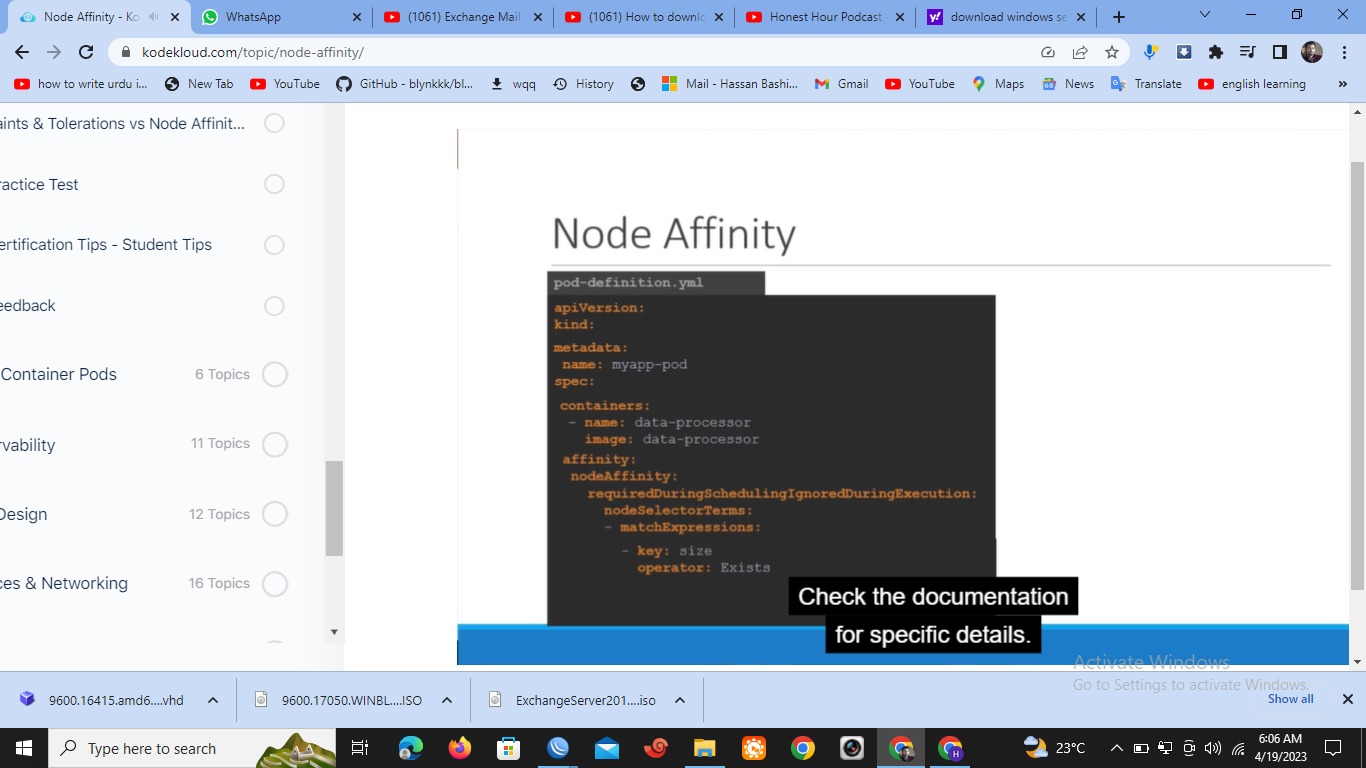 Node Affinity - Ko
WhatsApp
(1061) Exchange Mail
(1061) How to downlo
Honest Hour Podcast
download windows se
kodekloud.com/topic/node-affinity/
how to write urdu i...
New Tab
YouTube
GitHub - blynkkk/bl...
wqq
History
Mail - Hassan Bashi...
Gmail
YouTube
Maps
News
Translate
english learning
»
aints & Tolerations vs Node Affinit...
ractice Test
ertification Tips - Student Tips
eedback
Container Pods 6 Topics
rvability 11 Topics
Design 12 Topics
ces & Networking 16 Topics
Node Affinity
pod-definition.yml
apiVersion:
kind:
metadata:
name: myapp-pod
spec:
containers:
- name: data-processor
image: data-processor
affinity:
nodeAffinity:
requiredDuringSchedulingIgnoredDuringExecution:
nodeSelectorTerms:
- matchExpressions:
- key: size
operator: Exists
Check the documentation
for specific details.
Activate Windows
Go to Settings to activate Windows.
9600.16415.amd6....vhd
9600.17050.WINBL....ISO
ExchangeServer201....iso
Show all
Type here to search
23°C
6:06 AM
4/19/2023